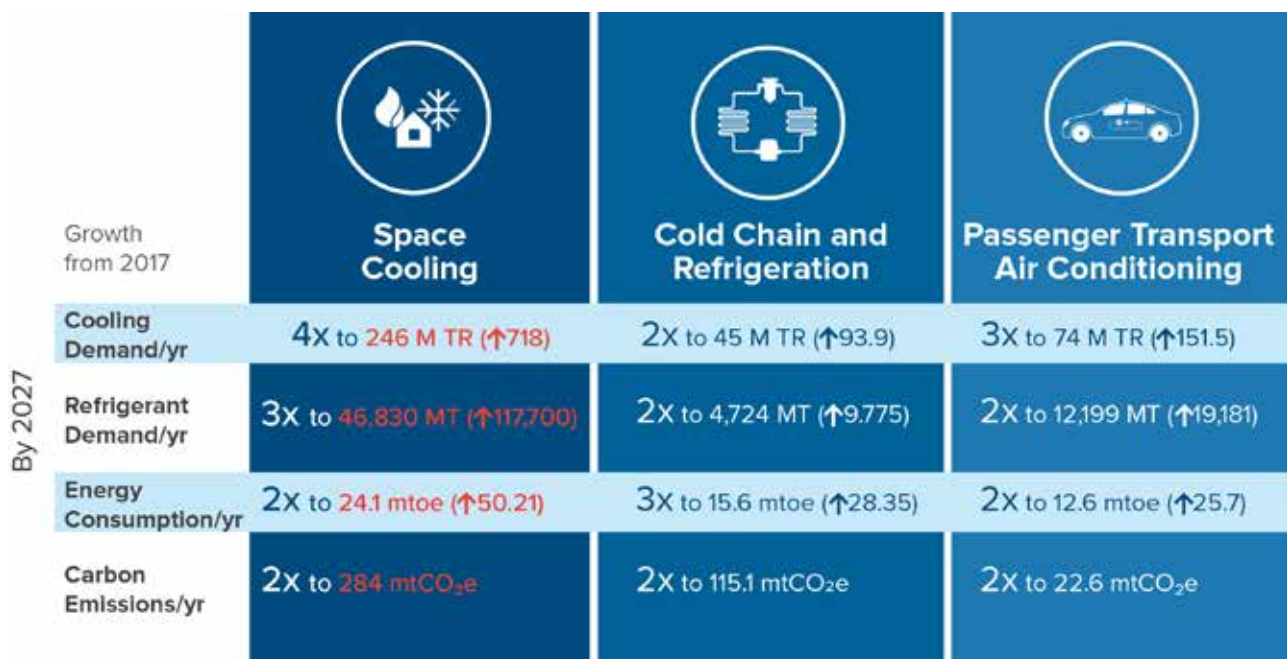 Growth
from 2017
Space
Cooling
Cold Chain and
Refrigeration
Passenger Transport
Air Conditioning
By 2027
Cooling
Demand/yr
4x to 246 M TR (↑718)
2x to 45 M TR (↑93.9)
3x to 74 M TR (↑151.5)
Refrigerant
Demand/yr
3x to 46,830 MT (↑117,700)
2x to 4,724 MT (↑9.775)
2x to 12,199 MT (↑19,181)
Energy
Consumption/yr
2x to 24.1 mtoe (↑50.21)
3x to 15.6 mtoe (↑28.35)
2x to 12.6 mtoe (↑25.7)
Carbon
Emissions/yr
2x to 284 mtCO₂e
2x to 115.1 mtCO₂e
2x to 22.6 mtCO₂e